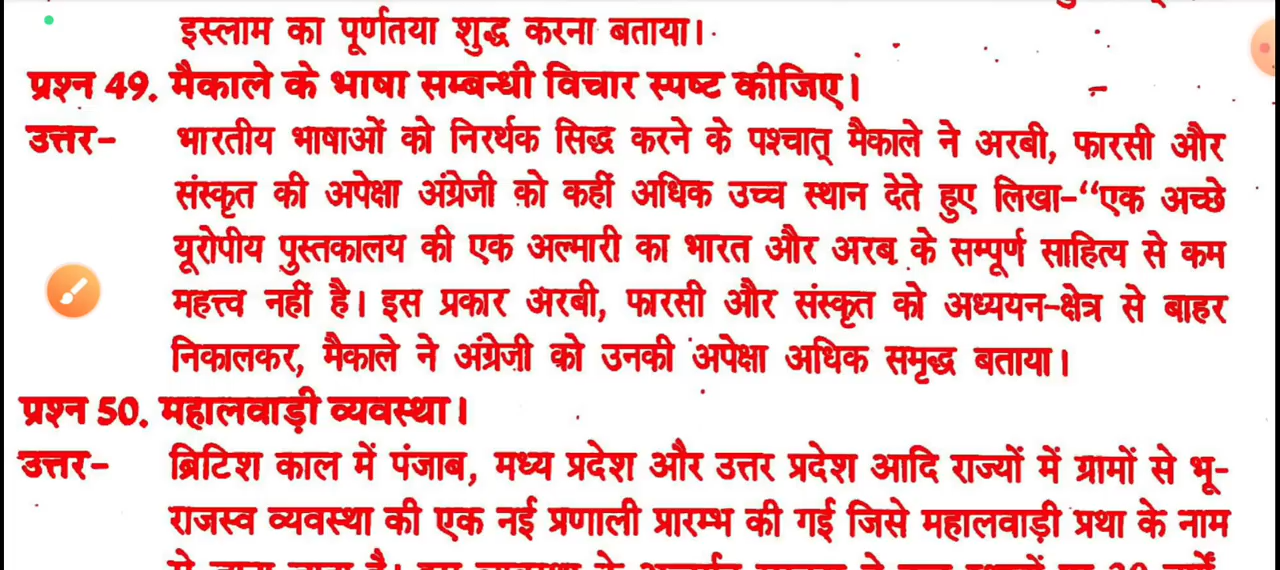 इस्लाम का पूर्णतया शुद्ध करना बताया।
प्रश्न 49. मैकाले के भाषा सम्बन्धी विचार स्पष्ट कीजिए।
उत्तर- भारतीय भाषाओं को निरर्थक सिद्ध करने के पश्चात् मैकाले ने अरबी, फारसी और
संस्कृत की अपेक्षा अंग्रेजी को कहीं अधिक उच्च स्थान देते हुए लिखा-“एक अच्छे
यूरोपीय पुस्तकालय की एक अल्मारी का भारत और अरब के सम्पूर्ण साहित्य से कम
महत्त्व नहीं है। इस प्रकार अरबी, फारसी और संस्कृत को अध्ययन-क्षेत्र से बाहर
निकालकर, मैकाले ने अंग्रेजी को उनकी अपेक्षा अधिक समृद्ध बताया।
प्रश्न 50. महालवाड़ी व्यवस्था।
उत्तर- ब्रिटिश काल में पंजाब, मध्य प्रदेश और उत्तर प्रदेश आदि राज्यों में ग्रामों से भू-
राजस्व व्यवस्था की एक नई प्रणाली प्रारम्भ की गई जिसे महालवाड़ी प्रथा के नाम